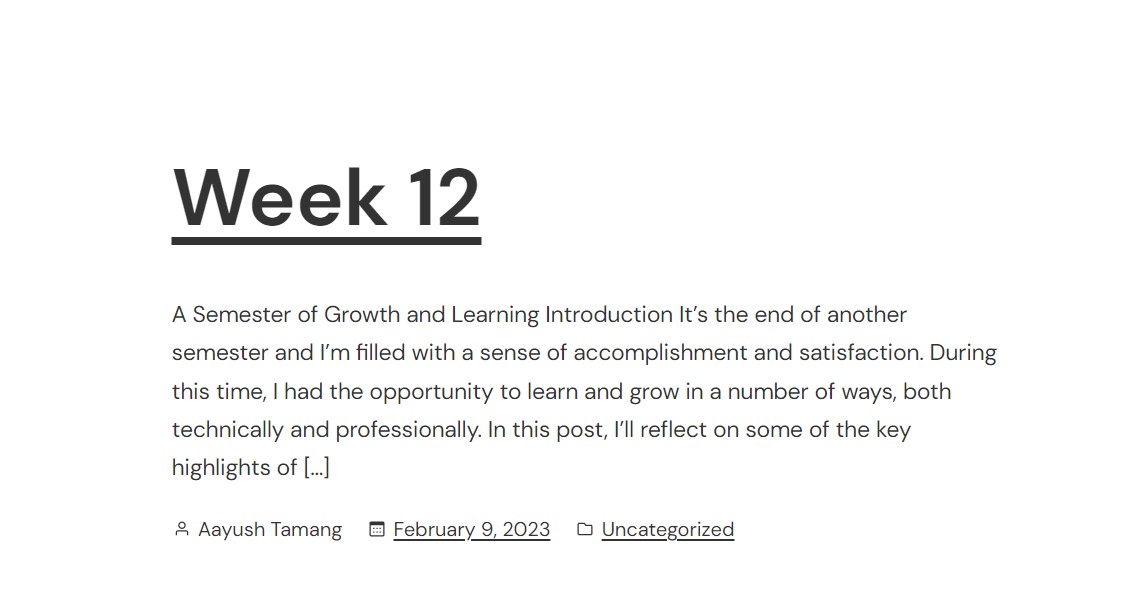 Week 12
A Semester of Growth and Learning Introduction It’s the end of another
semester and I’m filled with a sense of accomplishment and satisfaction. During
this time, I had the opportunity to learn and grow in a number of ways, both
technically and professionally. In this post, I’ll reflect on some of the key
highlights of […]
Aayush Tamang February 9, 2023 Uncategorized